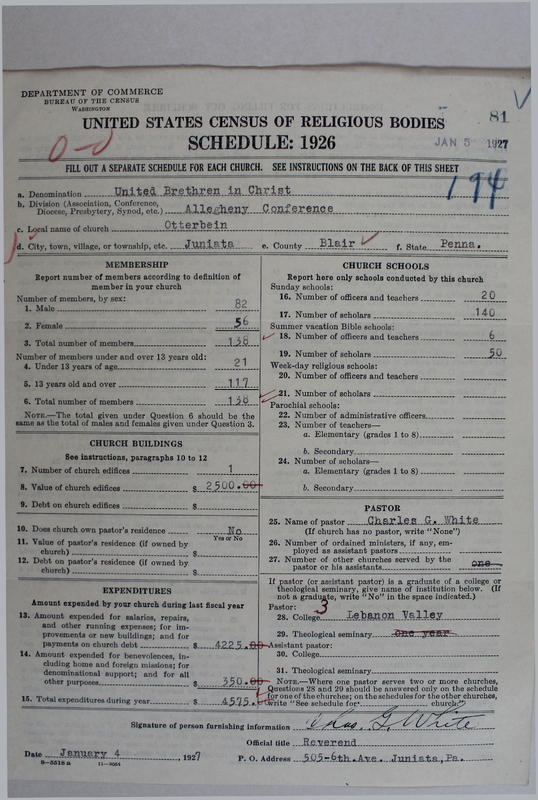 DEPARTMENT OF COMMERCE
BUREAU OF THE CENSUS
WASHINGTON
81
UNITED STATES CENSUS OF RELIGIOUS BODIES
SCHEDULE: 1926
JAN 5 1927
FILL OUT A SEPARATE SCHEDULE FOR EACH CHURCH. SEE INSTRUCTIONS ON THE BACK OF THIS SHEET
194
a. Denomination United Brethren in Christ
b. Division (Association, Conference, Diocese, Presbytery, Synod, etc.) Allegheny Conference
c. Local name of church Otterbein
d. City, town, village, or township, etc. Juniata e. County Blair f. State Penna.
MEMBERSHIP
Report number of members according to definition of
member in your church
Number of members, by sex:
1. Male 82
2. Female 56
3. Total number of members 138
Number of members under and over 13 years old:
4. Under 13 years of age 21
5. 13 years old and over 117
6. Total number of members 138
NOTE.—The total given under Question 6 should be the
same as the total of males and females given under Question 3.
CHURCH BUILDINGS
See instructions, paragraphs 10 to 12
7. Number of church edifices 1
8. Value of church edifices $ 2500.00
9. Debt on church edifices $
10. Does church own pastor's residence No
Yes or No
11. Value of pastor's residence (if owned by
church) $
12. Debt on pastor's residence (if owned by
church) $
EXPENDITURES
Amount expended by your church during last fiscal year
13. Amount expended for salaries, repairs,
and other running expenses; for im-
provements or new buildings; and for
payments on church debt $ 4225.00
14. Amount expended for benevolences, in-
cluding home and foreign missions; for
denominational support; and for all
other purposes $ 350.00
15. Total expenditures during year $ 4575.
CHURCH SCHOOLS
Report here only schools conducted by this church
Sunday schools:
16. Number of officers and teachers 20
17. Number of scholars 140
Summer vacation Bible schools:
18. Number of officers and teachers 6
19. Number of scholars 50
Week-day religious schools:
20. Number of officers and teachers
21. Number of scholars
Parochial schools:
22. Number of administrative officers
23. Number of teachers—
a. Elementary (grades 1 to 8)
b. Secondary
24. Number of scholars—
a. Elementary (grades 1 to 8)
b. Secondary
PASTOR
25. Name of pastor Charles G. White
(If church has no pastor, write "None")
26. Number of ordained ministers, if any, em-
ployed as assistant pastors
27. Number of other churches served by the
pastor or his assistants one
If pastor (or assistant pastor) is a graduate of a college or
theological seminary, give name of institution below. (If
not a graduate, write "No" in the space indicated.)
Pastor: 3
28. College Lebanon Valley
29. Theological seminary one year
Assistant pastor:
30. College
31. Theological seminary
NOTE.—Where one pastor serves two or more churches,
Questions 28 and 29 should be answered only on the schedule
for one of the churches; on the schedules for the other churches,
write "See schedule for church."
Signature of person furnishing information Chas. G. White
Official title Reverend
Date January 4, 1927 P. O. Address 505-6th.Ave. Juniata,Pa.